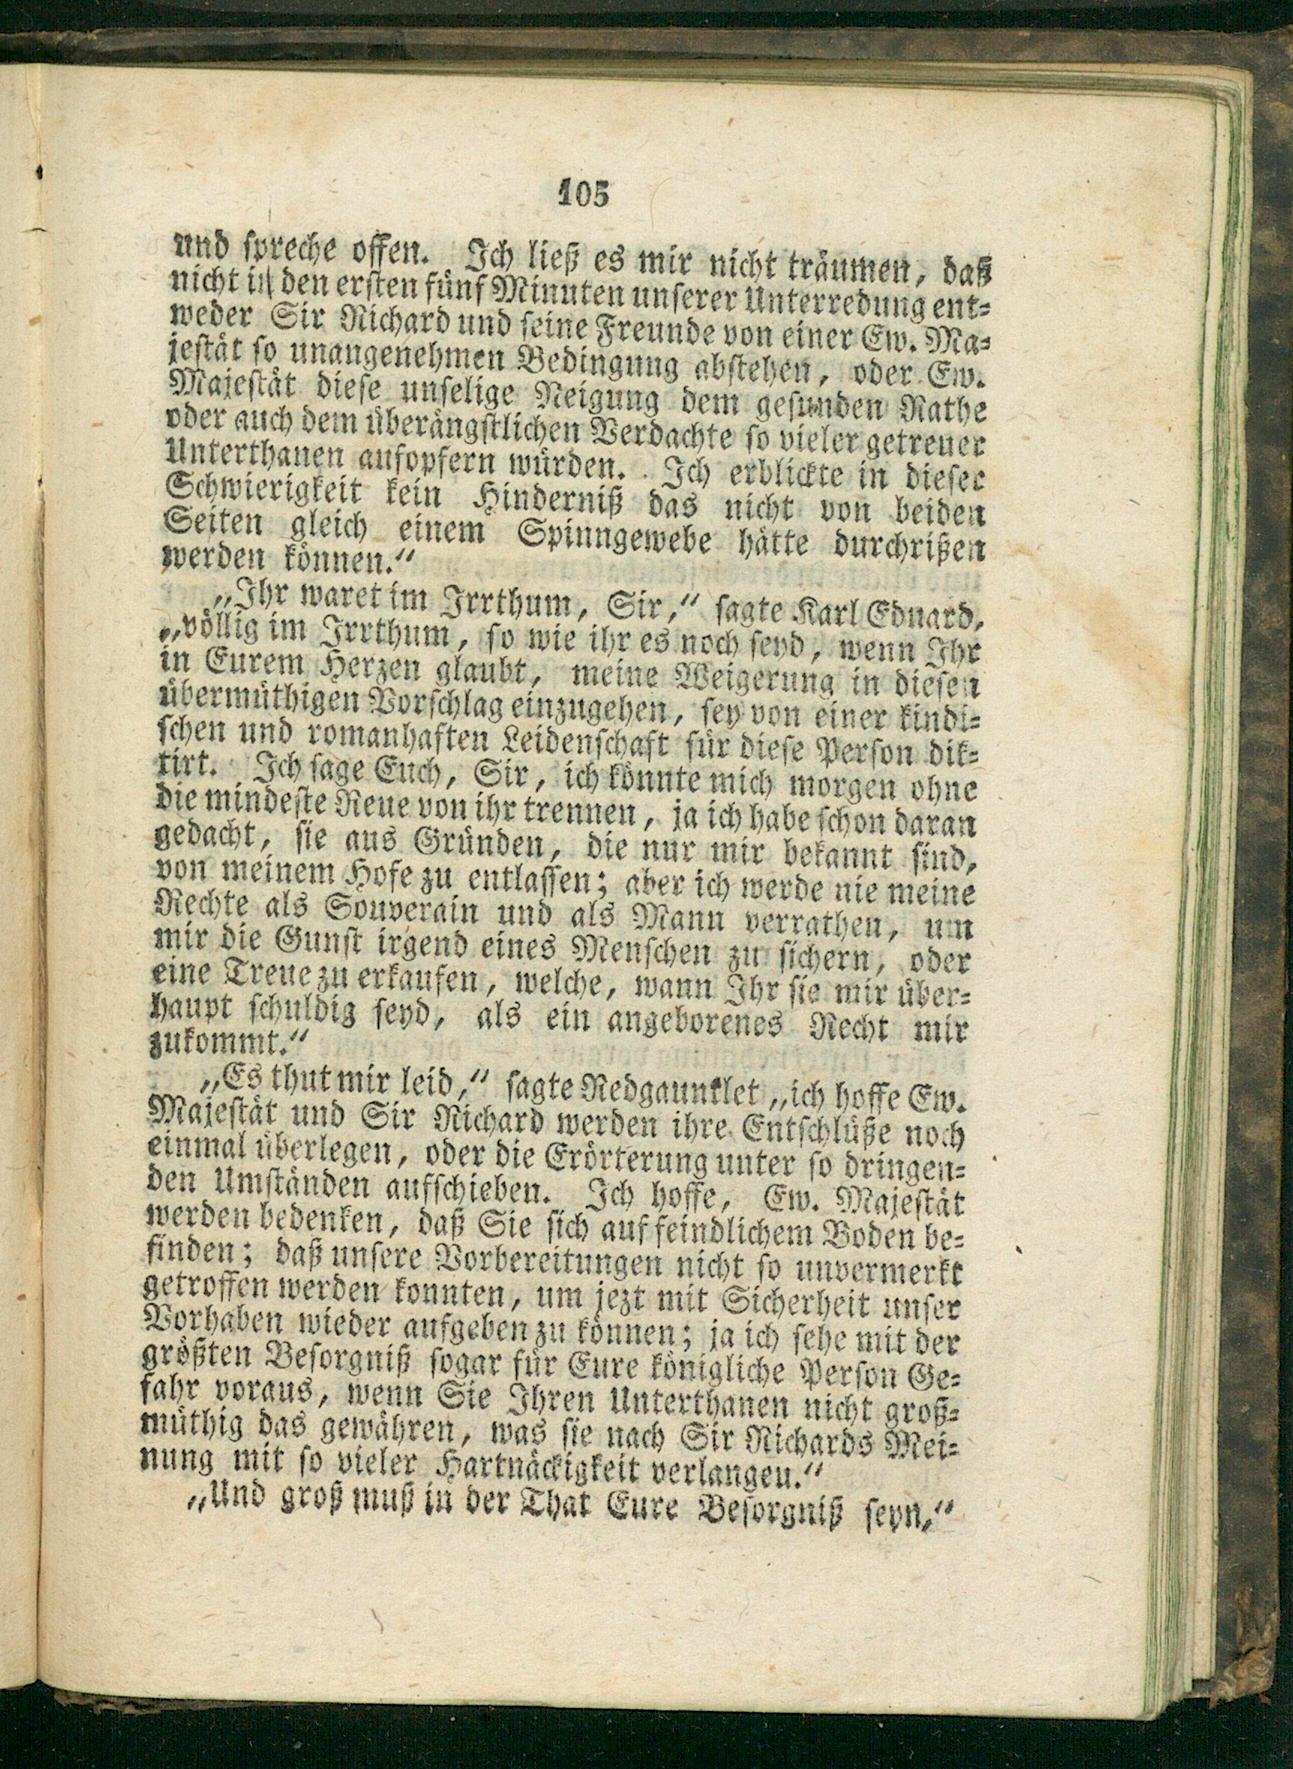 105
und spreche offen. Ich ließ es mir nicht träumen, daß
nicht in den ersten fünf Minuten unserer Unterredung ent-
weder Sir Richard und seine Freunde von einer Ew. Ma-
jestät so unangenehmen Bedingung abstehen, oder Ew.
Majestät diese unselige Neigung dem gesunden Rathe
oder auch dem überängstlichen Verdachte so vieler getreuer
Unterthanen aufopfern würden. Ich erblickte in dieser
Schwierigkeit kein Hinderniß das nicht von beiden
Seiten gleich einem Spinngewebe hätte durchrißen
werden können.“
„Ihr waret im Irrthum, Sir,“ sagte Karl Eduard,
„völlig im Irrthum, so wie ihr es noch seyd, wenn Ihr
in Eurem Herzen glaubt, meine Weigerung in diesen
übermüthigen Vorschlag einzugehen, sey von einer kindi-
schen und romanhaften Leidenschaft für diese Person dik-
tirt. Ich sage Euch, Sir, ich könnte mich morgen ohne
die mindeste Reue von ihr trennen, ja ich habe schon daran
gedacht, sie aus Gründen, die nur mir bekannt sind,
von meinem Hofe zu entlassen; aber ich werde nie meine
Rechte als Souverain und als Mann verrathen, um
mir die Gunst irgend eines Menschen zu sichern, oder
eine Treue zu erkaufen, welche, wann Ihr sie mir über-
haupt schuldig seyd, als ein angeborenes Recht mir
zukommt.“
„Es thut mir leid,“ sagte Redgauntlet „ich hoffe Ew.
Majestät und Sir Richard werden ihre Entschlüße noch
einmal überlegen, oder die Erörterung unter so dringen-
den Umständen aufschieben. Ich hoffe, Ew. Majestät
werden bedenken, daß Sie sich auf feindlichem Boden be-
finden; daß unsere Vorbereitungen nicht so unvermerkt
getroffen werden konnten, um jezt mit Sicherheit unser
Vorhaben wieder aufgeben zu können; ja ich sehe mit der
größten Besorgniß sogar für Eure königliche Person Ge-
fahr voraus, wenn Sie Ihren Unterthanen nicht groß-
müthig das gewähren, was sie nach Sir Richards Mei-
nung mit so vieler Hartnäckigkeit verlangen.“
„Und groß muß in der That Eure Besorgniß seyn,“